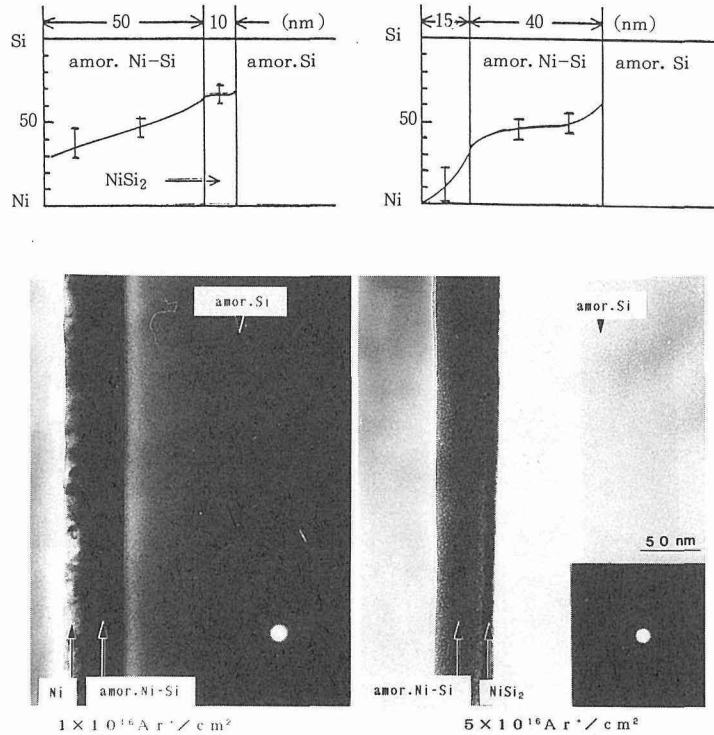 50 10 (nm)
Si
amor. Ni-Si
amor.Si
50
NiSi₂
Ni
15 40 (nm)
Si
amor. Ni-Si
amor. Si
50
Ni
amor.Si
Ni
amor.Ni-Si
1×10¹⁶Ar⁺/cm²
amor.Si
50 nm
amor.Ni-Si
NiSi₂
5×10¹⁶Ar⁺/cm²